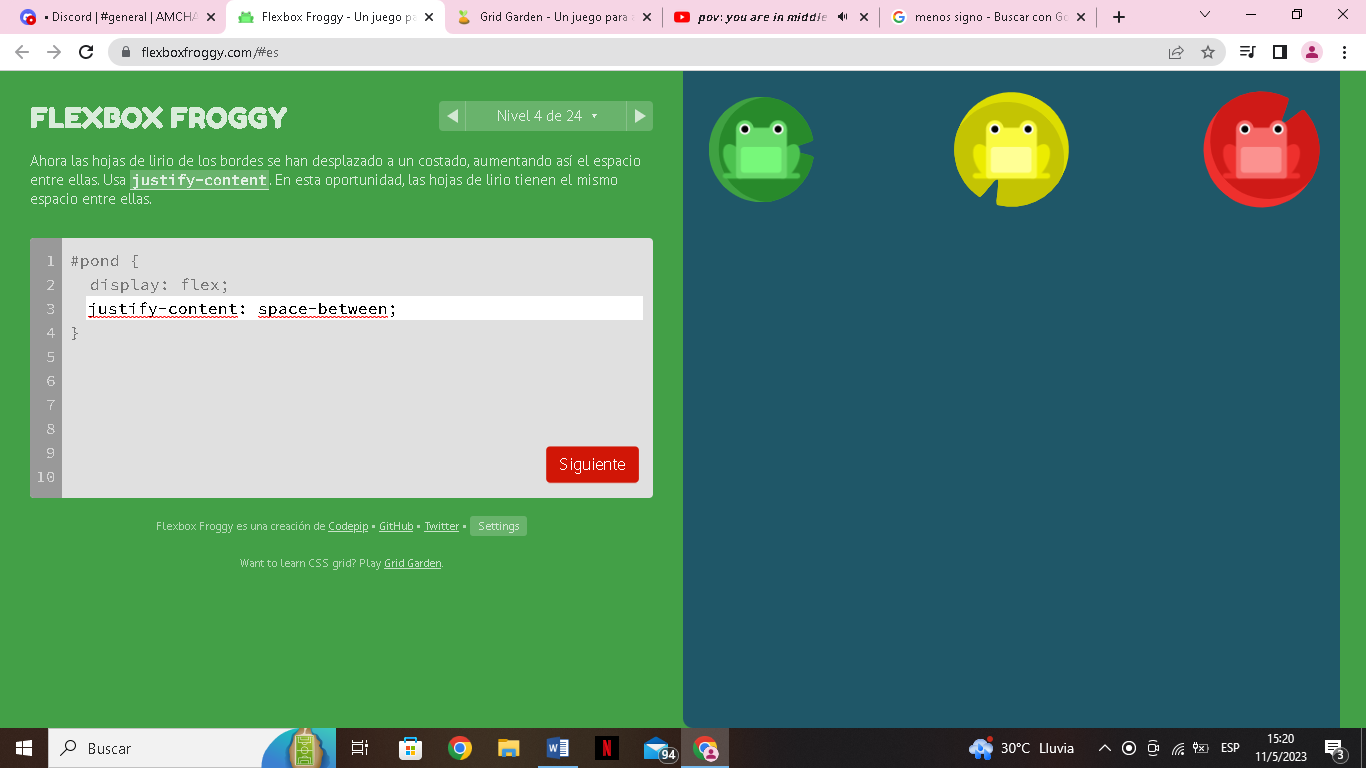 • Discord | #general | AMCHA
Flexbox Froggy - Un juego pa
Grid Garden - Un juego para
pov: you are in middle
menos signo - Buscar con Go
flexboxfroggy.com/#es
FLEXBOX FROGGY
Nivel 4 de 24 ▼
Ahora las hojas de lirio de los bordes se han desplazado a un costado, aumentando así el espacio
entre ellas. Usa justify-content. En esta oportunidad, las hojas de lirio tienen el mismo
espacio entre ellas.
1 #pond {
2 display: flex;
3 justify-content: space-between;
4 }
5
6
7
8
9
10
Siguiente
Flexbox Froggy es una creación de Codepip • GitHub • Twitter • Settings
Want to learn CSS grid? Play Grid Garden.
Buscar
W
N
94
30°C Lluvia
ESP
15:20
11/5/2023
3